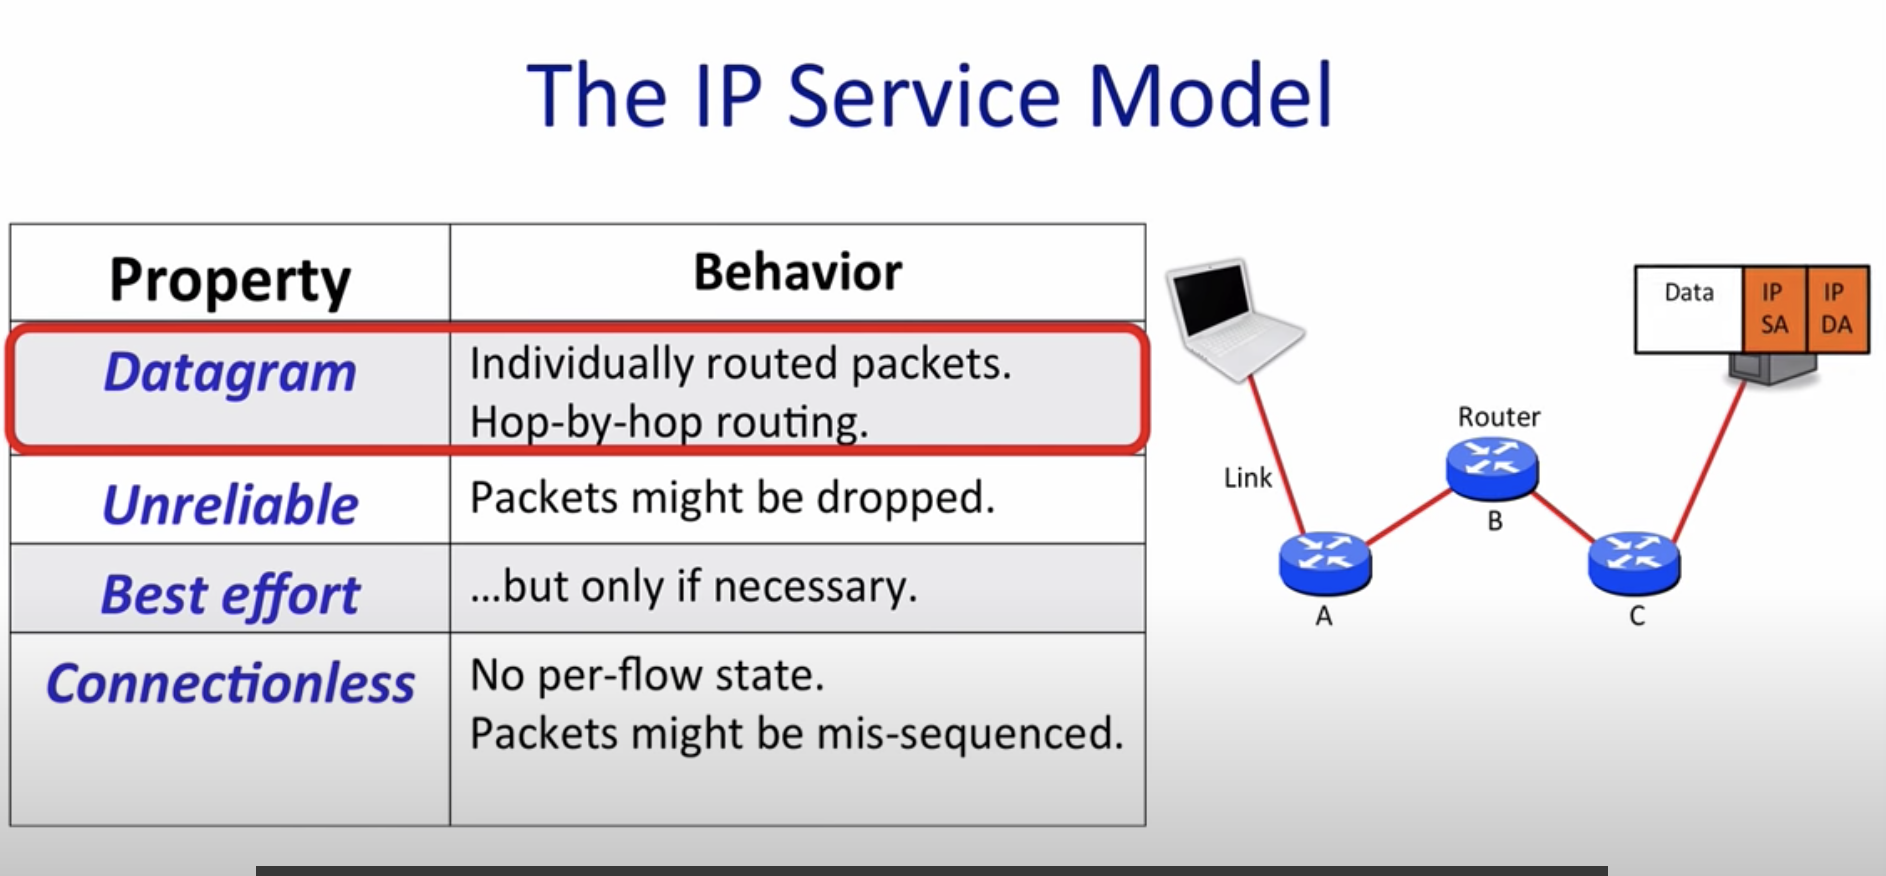 The IP Service Model
Property
Behavior
Datagram
Individually routed packets.
Hop-by-hop routing.
Unreliable
Packets might be dropped.
Best effort
...but only if necessary.
Connectionless
No per-flow state.
Packets might be mis-sequenced.
Data
IP
SA
IP
DA
Router
Link
B
A
C